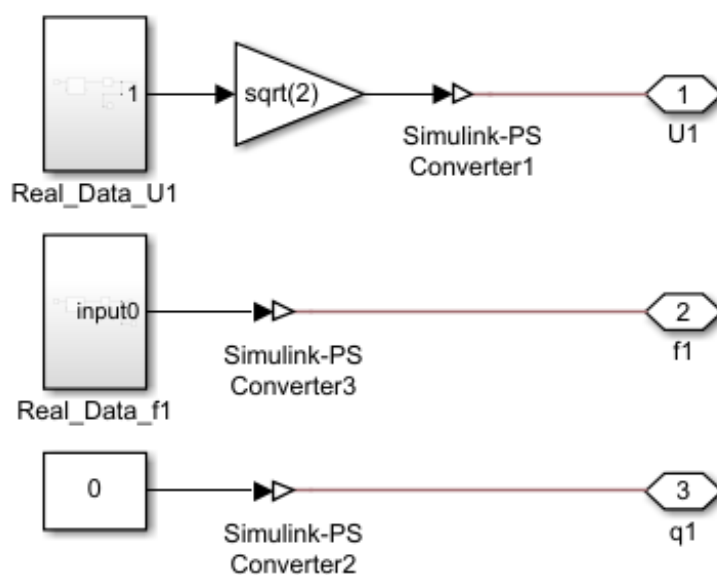 1
sqrt(2)
1
Simulink-PS
Converter1
U1
Real_Data_U1
input0
2
Simulink-PS
Converter3
f1
Real_Data_f1
0
3
Simulink-PS
Converter2
q1